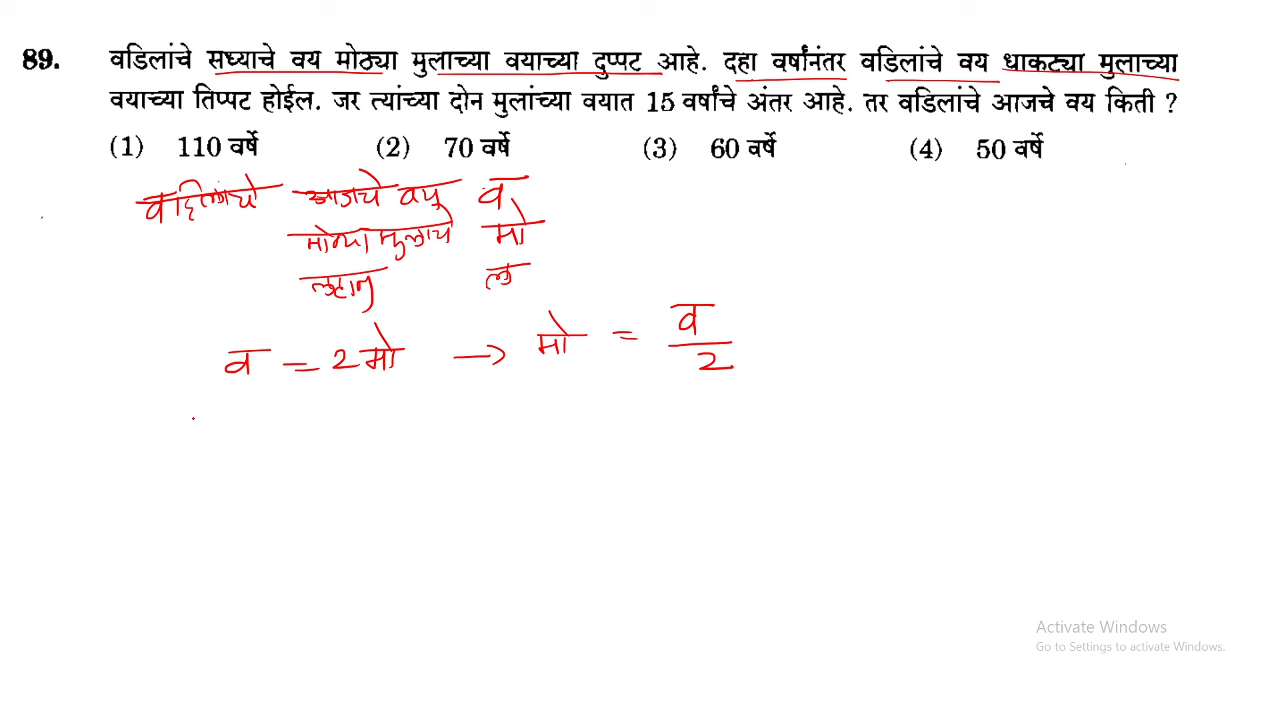 89. वडिलांचे सध्याचे वय मोठ्या मुलाच्या वयाच्या दुप्पट आहे. दहा वर्षांनंतर वडिलांचे वय धाकट्या मुलाच्या
वयाच्या तिप्पट होईल. जर त्यांच्या दोन मुलांच्या वयात 15 वर्षांचे अंतर आहे. तर वडिलांचे आजचे वय किती ?
(1) 110 वर्षे (2) 70 वर्षे (3) 60 वर्षे (4) 50 वर्षे
वडिलांचे आजचे वय व
मोठ्या मुलाचे मो
लहान ल
व = 2मो → मो = व/2
Activate Windows
Go to Settings to activate Windows.